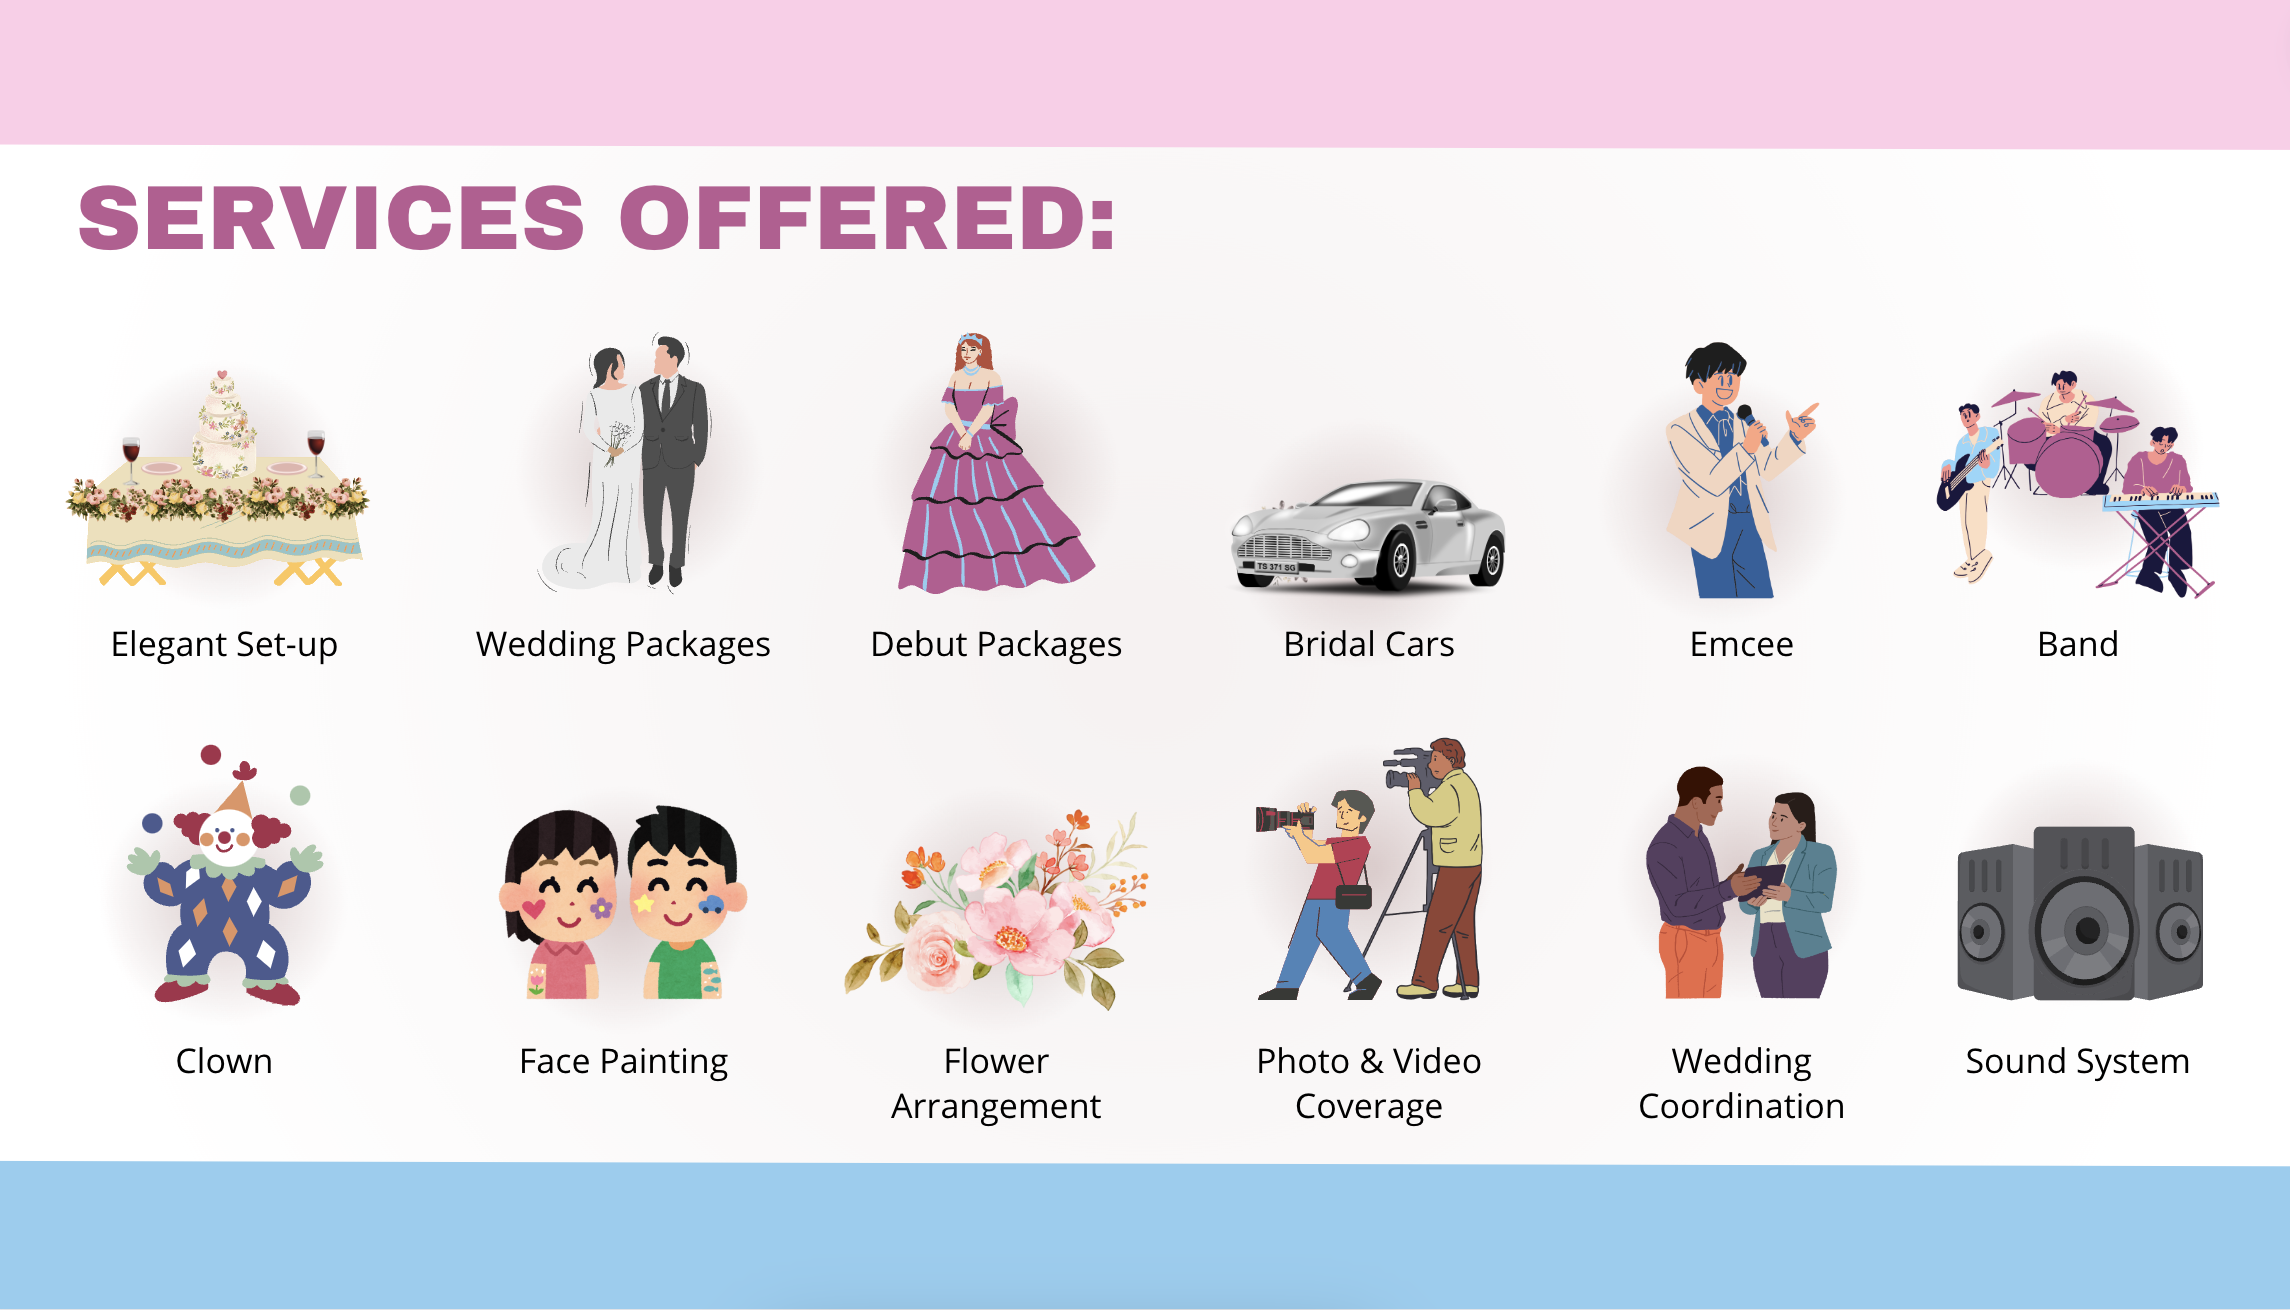 SERVICES OFFERED:
Elegant Set-up
Wedding Packages
Debut Packages
Bridal Cars
TS 371 SG
Emcee
Band
Clown
Face Painting
Flower
Arrangement
Photo & Video
Coverage
Wedding
Coordination
Sound System